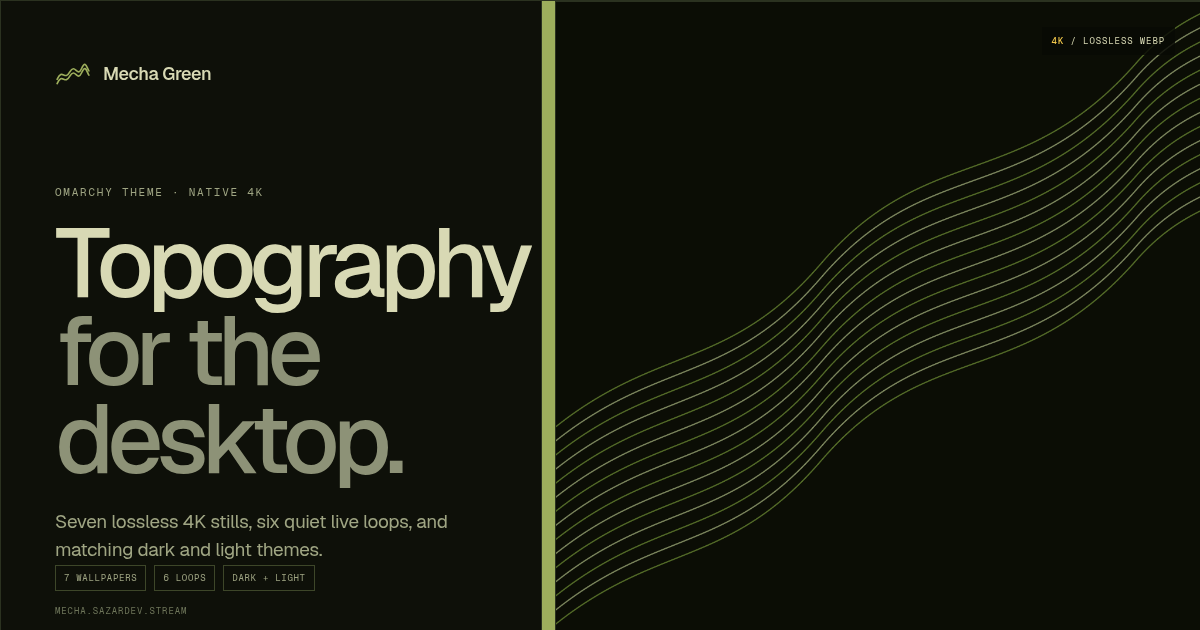 Mecha Green
OMARCHY THEME · NATIVE 4K
Topography
for the
desktop.
Seven lossless 4K stills, six quiet live loops, and
matching dark and light themes.
7 WALLPAPERS
6 LOOPS
DARK + LIGHT
MECHA.SAZARDEV.STREAM
4K / LOSSLESS WEBP